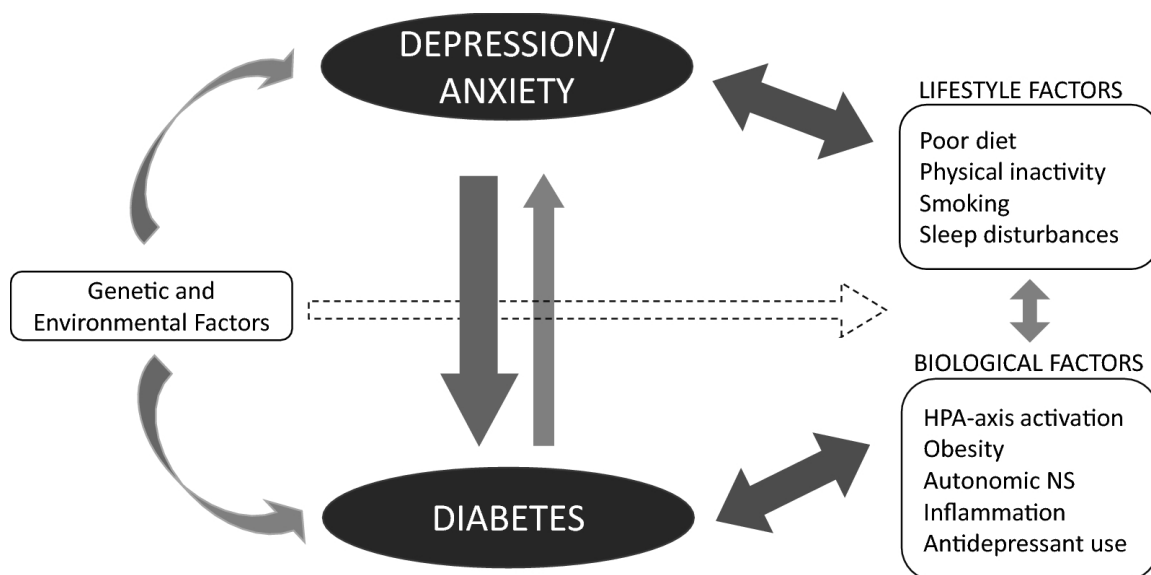 DEPRESSION/
ANXIETY
LIFESTYLE FACTORS
Poor diet
Physical inactivity
Smoking
Sleep disturbances
Genetic and
Environmental Factors
BIOLOGICAL FACTORS
HPA-axis activation
Obesity
Autonomic NS
Inflammation
Antidepressant use
DIABETES